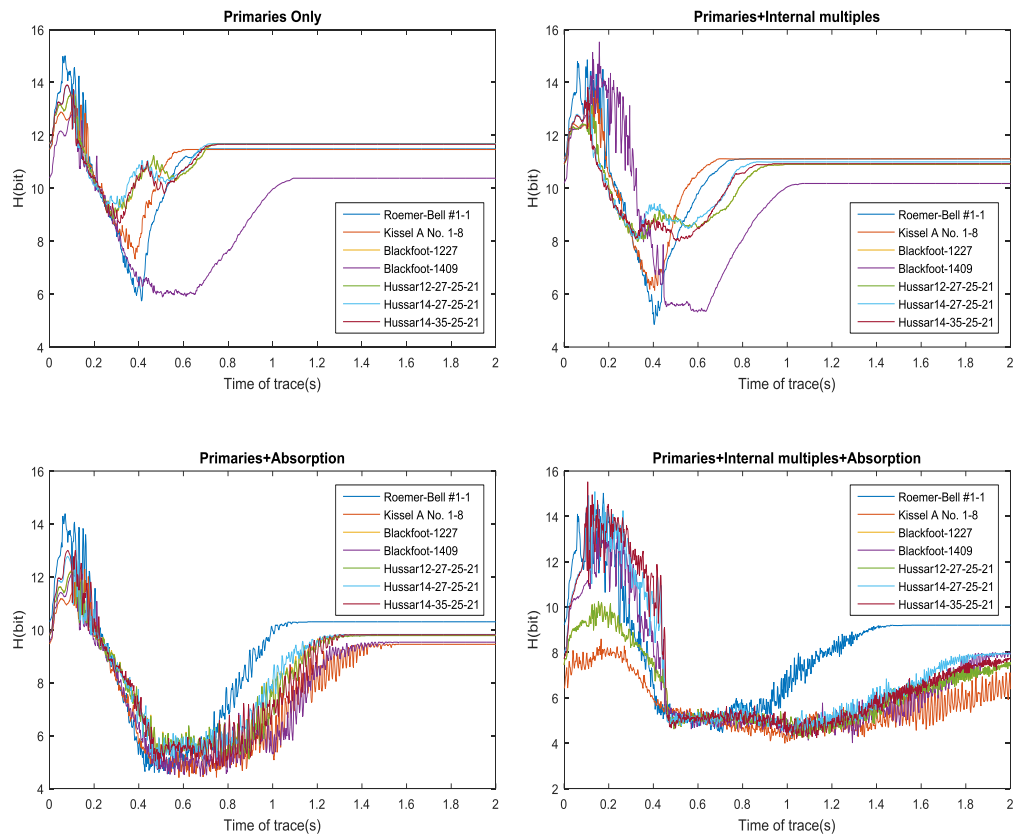 Primaries Only
16
14
12
10
8
6
4
H(bit)
0 0.2 0.4 0.6 0.8 1 1.2 1.4 1.6 1.8 2
Time of trace(s)
Roemer-Bell #1-1
Kissel A No. 1-8
Blackfoot-1227
Blackfoot-1409
Hussar12-27-25-21
Hussar14-27-25-21
Hussar14-35-25-21
Primaries+Internal multiples
16
14
12
10
8
6
4
H(bit)
0 0.2 0.4 0.6 0.8 1 1.2 1.4 1.6 1.8 2
Time of trace(s)
Roemer-Bell #1-1
Kissel A No. 1-8
Blackfoot-1227
Blackfoot-1409
Hussar12-27-25-21
Hussar14-27-25-21
Hussar14-35-25-21
Primaries+Absorption
16
14
12
10
8
6
4
H(bit)
0 0.2 0.4 0.6 0.8 1 1.2 1.4 1.6 1.8 2
Time of trace(s)
Roemer-Bell #1-1
Kissel A No. 1-8
Blackfoot-1227
Blackfoot-1409
Hussar12-27-25-21
Hussar14-27-25-21
Hussar14-35-25-21
Primaries+Internal multiples+Absorption
16
14
12
10
8
6
4
2
H(bit)
0 0.2 0.4 0.6 0.8 1 1.2 1.4 1.6 1.8 2
Time of trace(s)
Roemer-Bell #1-1
Kissel A No. 1-8
Blackfoot-1227
Blackfoot-1409
Hussar12-27-25-21
Hussar14-27-25-21
Hussar14-35-25-21